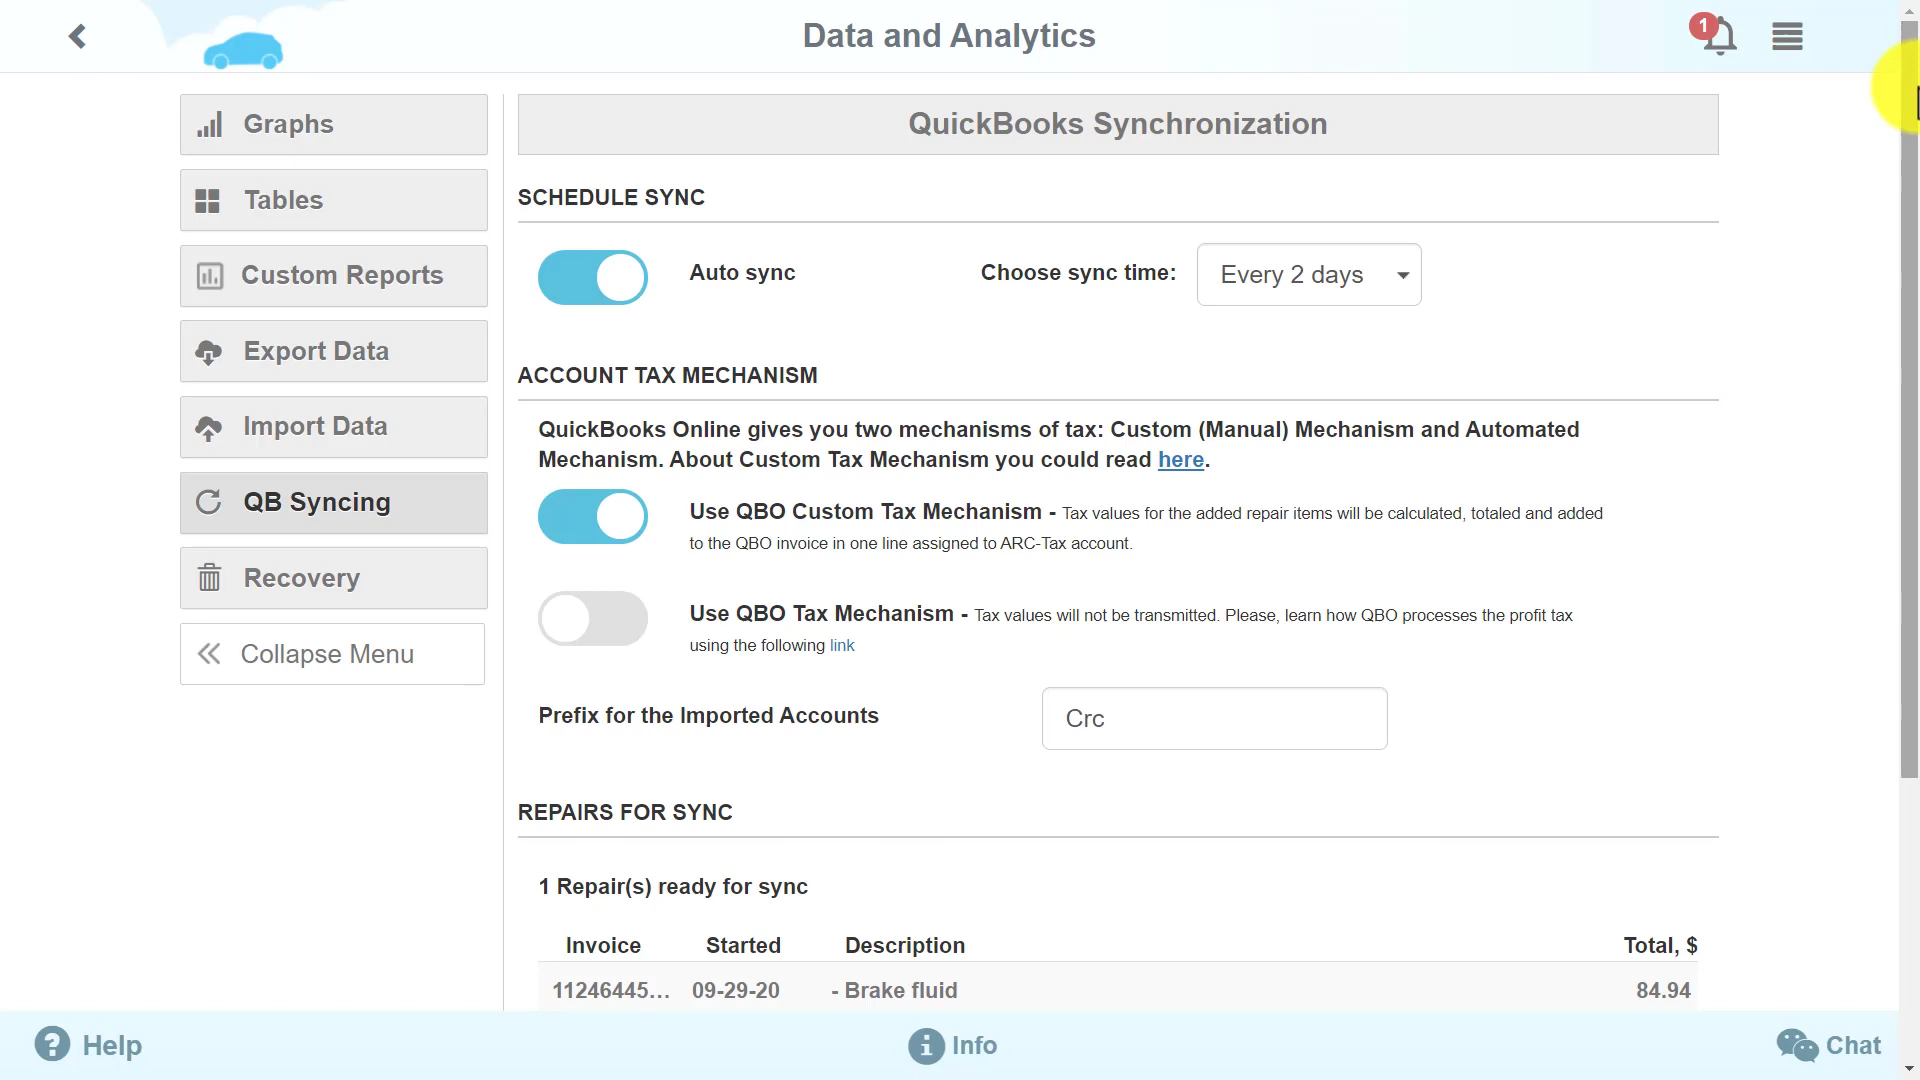 Data and Analytics
1
Graphs
Tables
Custom Reports
Export Data
Import Data
QB Syncing
Recovery
Collapse Menu
QuickBooks Synchronization
SCHEDULE SYNC
Auto sync
Choose sync time:
Every 2 days
ACCOUNT TAX MECHANISM
QuickBooks Online gives you two mechanisms of tax: Custom (Manual) Mechanism and Automated
Mechanism. About Custom Tax Mechanism you could read here.
Use QBO Custom Tax Mechanism - Tax values for the added repair items will be calculated, totaled and added
to the QBO invoice in one line assigned to ARC-Tax account.
Use QBO Tax Mechanism - Tax values will not be transmitted. Please, learn how QBO processes the profit tax
using the following link
Prefix for the Imported Accounts
Crc
REPAIRS FOR SYNC
1 Repair(s) ready for sync
Invoice Started Description Total, $
11246445... 09-29-20 - Brake fluid 84.94
Help
Info
Chat